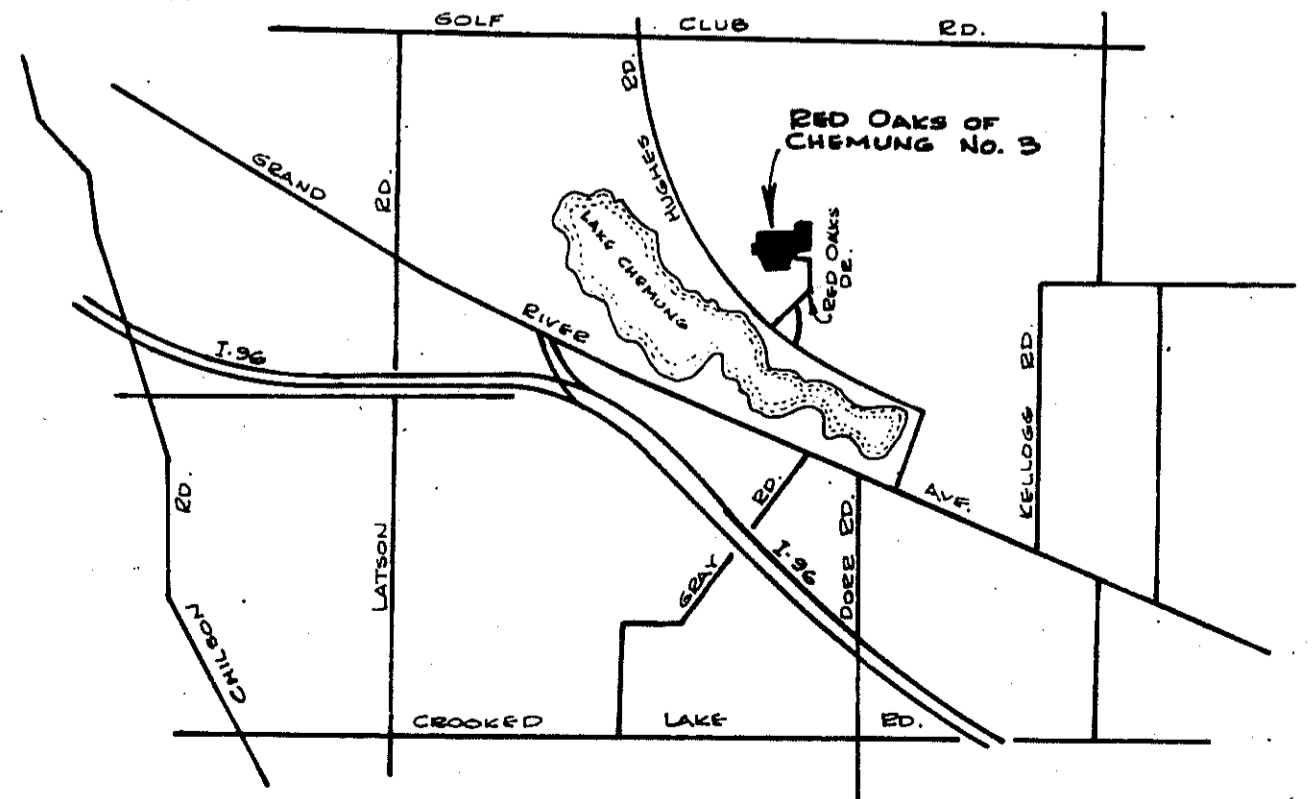 GOLF CLUB RD.
HUGHES RD.
RED OAKS OF
CHEMUNG No. 3
RED OAKS
DR.
LAKE CHEMUNG
GRAND RIVER AVE.
LATSON RD.
I-96
KELLOGG RD.
GRAY RD.
DORR RD.
I-96
CHILSON RD.
CROOKED LAKE RD.